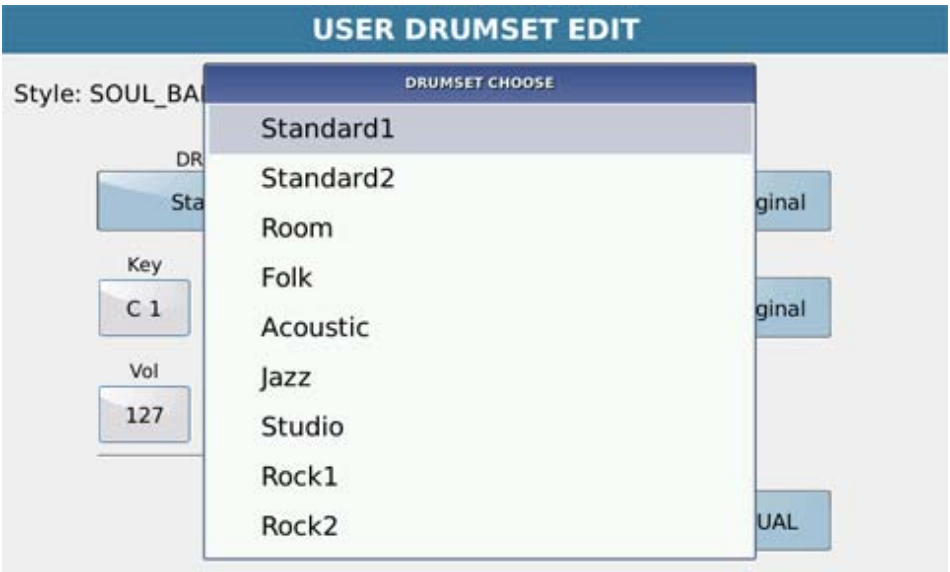 USER DRUMSET EDIT
Style: SOUL_BA
DRUMSET CHOOSE
Standard1
Standard2
Room
Folk
Acoustic
Jazz
Studio
Rock1
Rock2
DR
Sta
ginal
Key
C 1
ginal
Vol
127
UAL